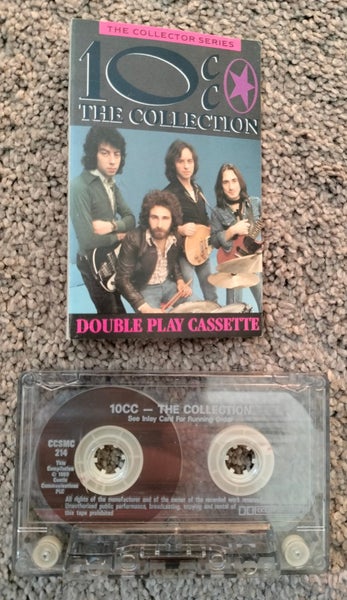 THE COLLECTOR SERIES
10cc
THE COLLECTION
DOUBLE PLAY CASSETTE
10CC — THE COLLECTION
See Inlay Card For Running Order
CCSMC
214
This
Compilation
℗ 1989
Castle
Communications
PLC
All rights of the manufacturer and of the owner of the recorded work reserved.
Unauthorised public performance, broadcasting, copying and rental of
this tape prohibited